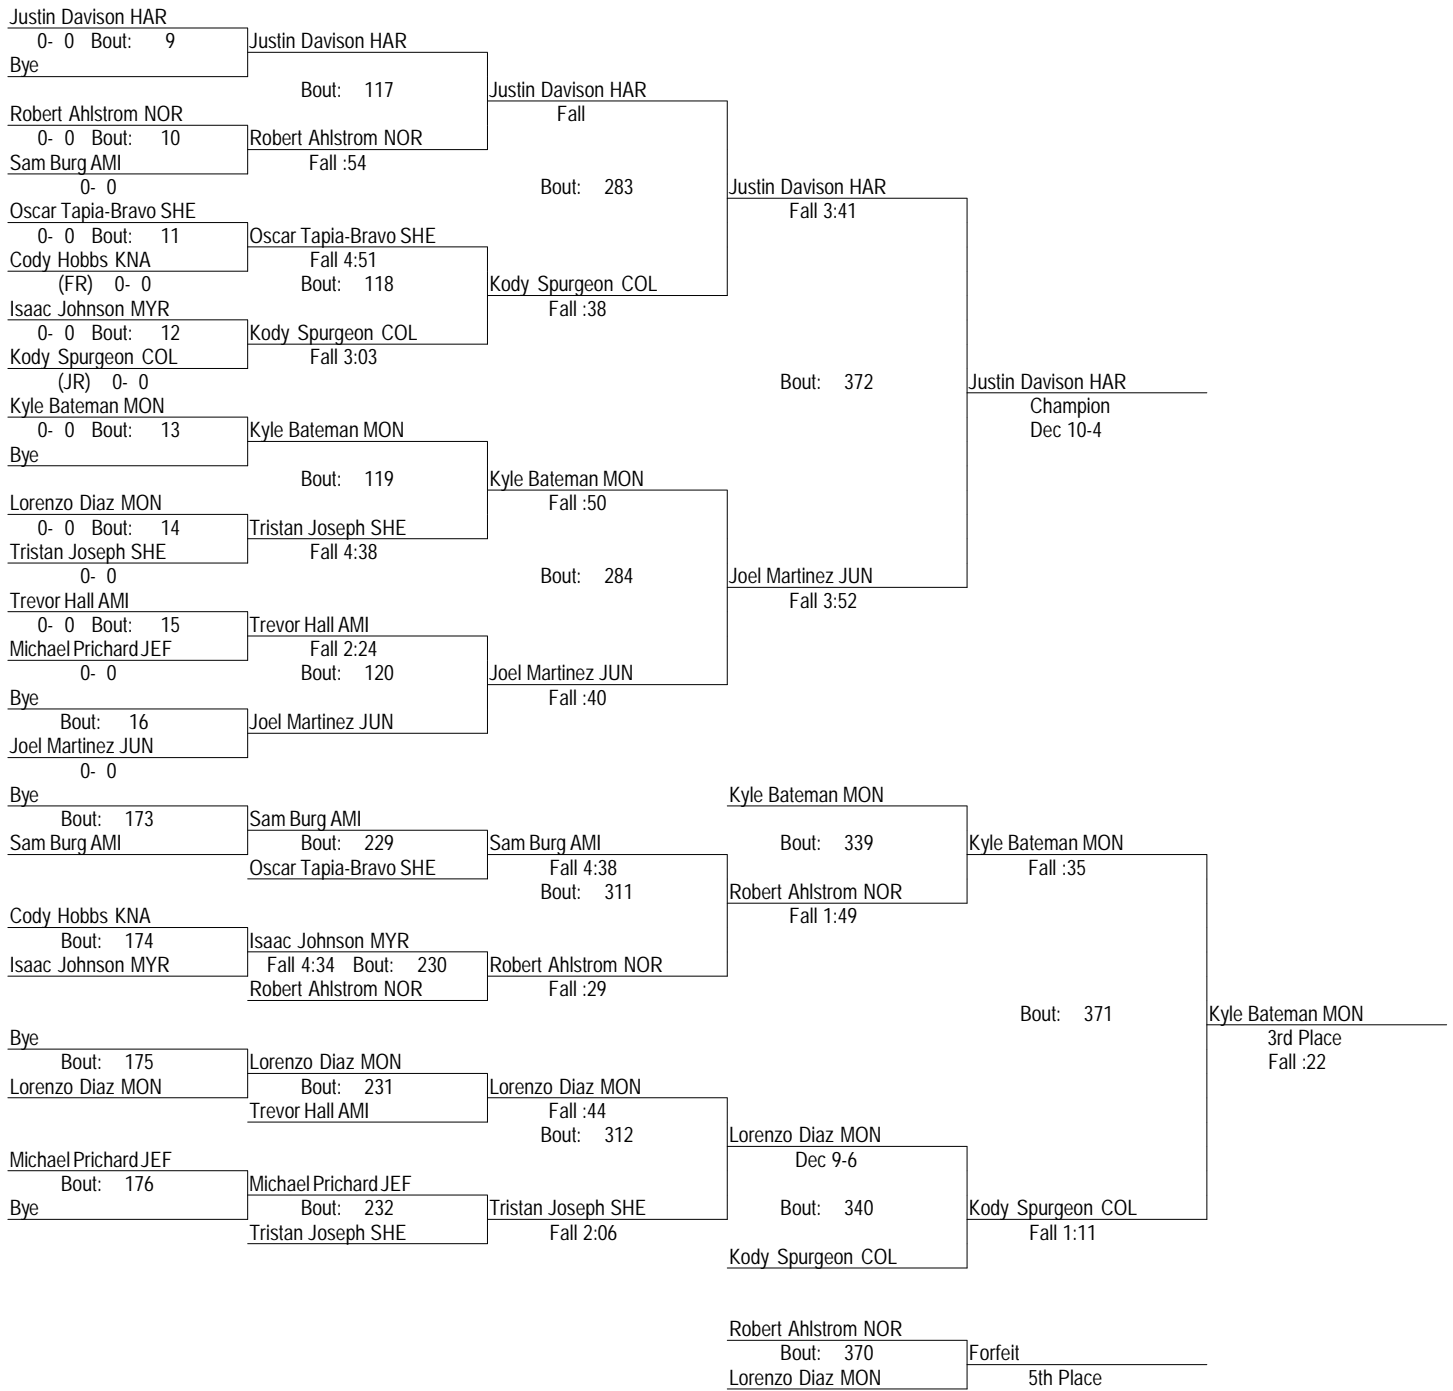 Justin Davison HAR
0- 0 Bout: 9 Justin Davison HAR
Bye
Bout: 117 Justin Davison HAR
Robert Ahlstrom NOR Fall
0- 0 Bout: 10 Robert Ahlstrom NOR
Sam Burg AMI Fall :54
0- 0 Bout: 283 Justin Davison HAR
Oscar Tapia-Bravo SHE Fall 3:41
0- 0 Bout: 11 Oscar Tapia-Bravo SHE
Cody Hobbs KNA Fall 4:51
(FR) 0- 0 Bout: 118 Kody Spurgeon COL
Isaac Johnson MYR Fall :38
0- 0 Bout: 12 Kody Spurgeon COL
Kody Spurgeon COL Fall 3:03
(JR) 0- 0 Bout: 372 Justin Davison HAR
Kyle Bateman MON Champion
0- 0 Bout: 13 Kyle Bateman MON Dec 10-4
Bye
Bout: 119 Kyle Bateman MON
Lorenzo Diaz MON Fall :50
0- 0 Bout: 14 Tristan Joseph SHE
Tristan Joseph SHE Fall 4:38
0- 0 Bout: 284 Joel Martinez JUN
Trevor Hall AMI Fall 3:52
0- 0 Bout: 15 Trevor Hall AMI
Michael Prichard JEF Fall 2:24
0- 0 Bout: 120 Joel Martinez JUN
Bye Fall :40
Bout: 16 Joel Martinez JUN
Joel Martinez JUN
0- 0
Bye Kyle Bateman MON
Bout: 173 Sam Burg AMI
Sam Burg AMI Bout: 229 Sam Burg AMI Bout: 339 Kyle Bateman MON
Oscar Tapia-Bravo SHE Fall 4:38 Fall :35
Bout: 311 Robert Ahlstrom NOR
Cody Hobbs KNA Fall 1:49
Bout: 174 Isaac Johnson MYR
Isaac Johnson MYR Fall 4:34 Bout: 230 Robert Ahlstrom NOR
Robert Ahlstrom NOR Fall :29
Bout: 371 Kyle Bateman MON
Bye 3rd Place
Bout: 175 Lorenzo Diaz MON Fall :22
Lorenzo Diaz MON Bout: 231 Lorenzo Diaz MON
Trevor Hall AMI Fall :44
Bout: 312 Lorenzo Diaz MON
Michael Prichard JEF Dec 9-6
Bout: 176 Michael Prichard JEF
Bye Bout: 232 Tristan Joseph SHE Bout: 340 Kody Spurgeon COL
Tristan Joseph SHE Fall 2:06 Fall 1:11
Kody Spurgeon COL
Robert Ahlstrom NOR
Bout: 370 Forfeit
Lorenzo Diaz MON 5th Place